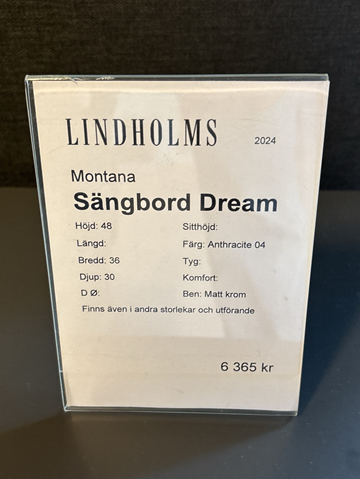 LINDHOLMS 2024
Montana
Sängbord Dream
Höjd: 48 Sitthöjd:
Längd: Färg: Anthracite 04
Bredd: 36 Tyg:
Djup: 30 Komfort:
D Ø: Ben: Matt krom
Finns även i andra storlekar och utförande
6 365 kr